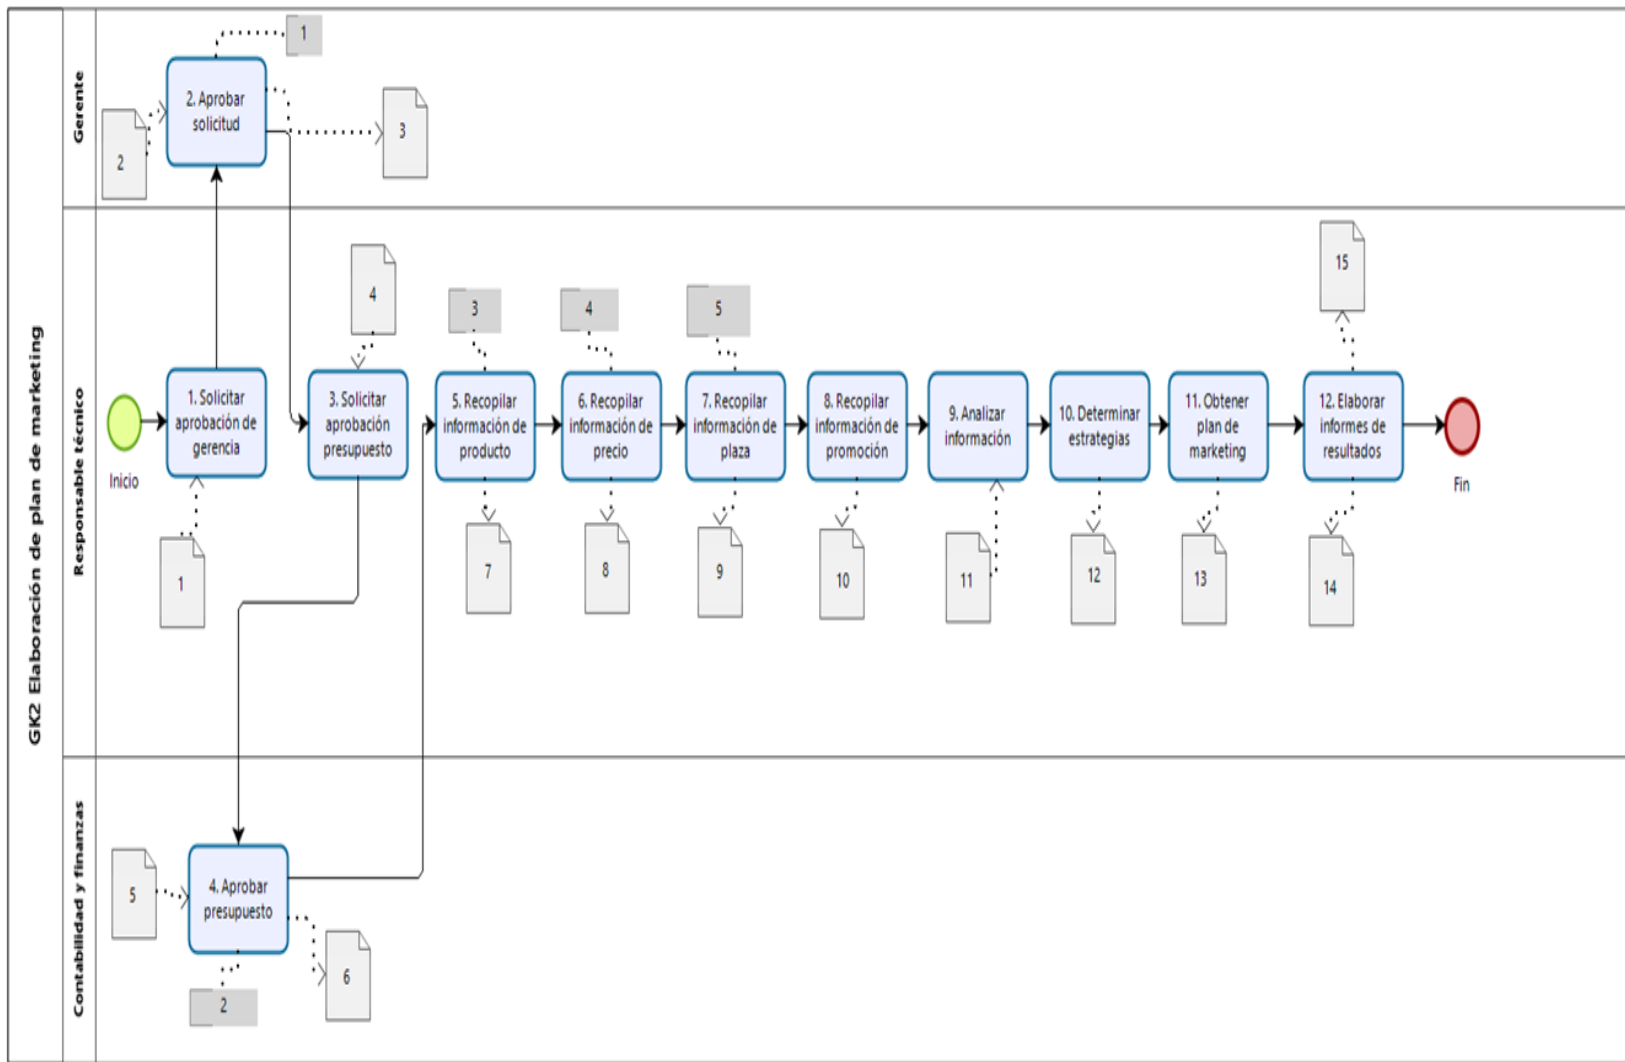 GK2 Elaboración de plan de marketing
Gerente
1
2. Aprobar
solicitud
2
3
Responsable técnico
Inicio
1. Solicitar
aprobación de
gerencia
1
4
3. Solicitar
aprobación
presupuesto
3
5. Recopilar
información de
producto
7
4
6. Recopilar
información de
precio
8
5
7. Recopilar
información de
plaza
9
8. Recopilar
información de
promoción
10
9. Analizar
información
11
10. Determinar
estrategias
12
11. Obtener
plan de
marketing
13
15
12. Elaborar
informes de
resultados
14
Fin
Contabilidad y finanzas
5
4. Aprobar
presupuesto
2
6